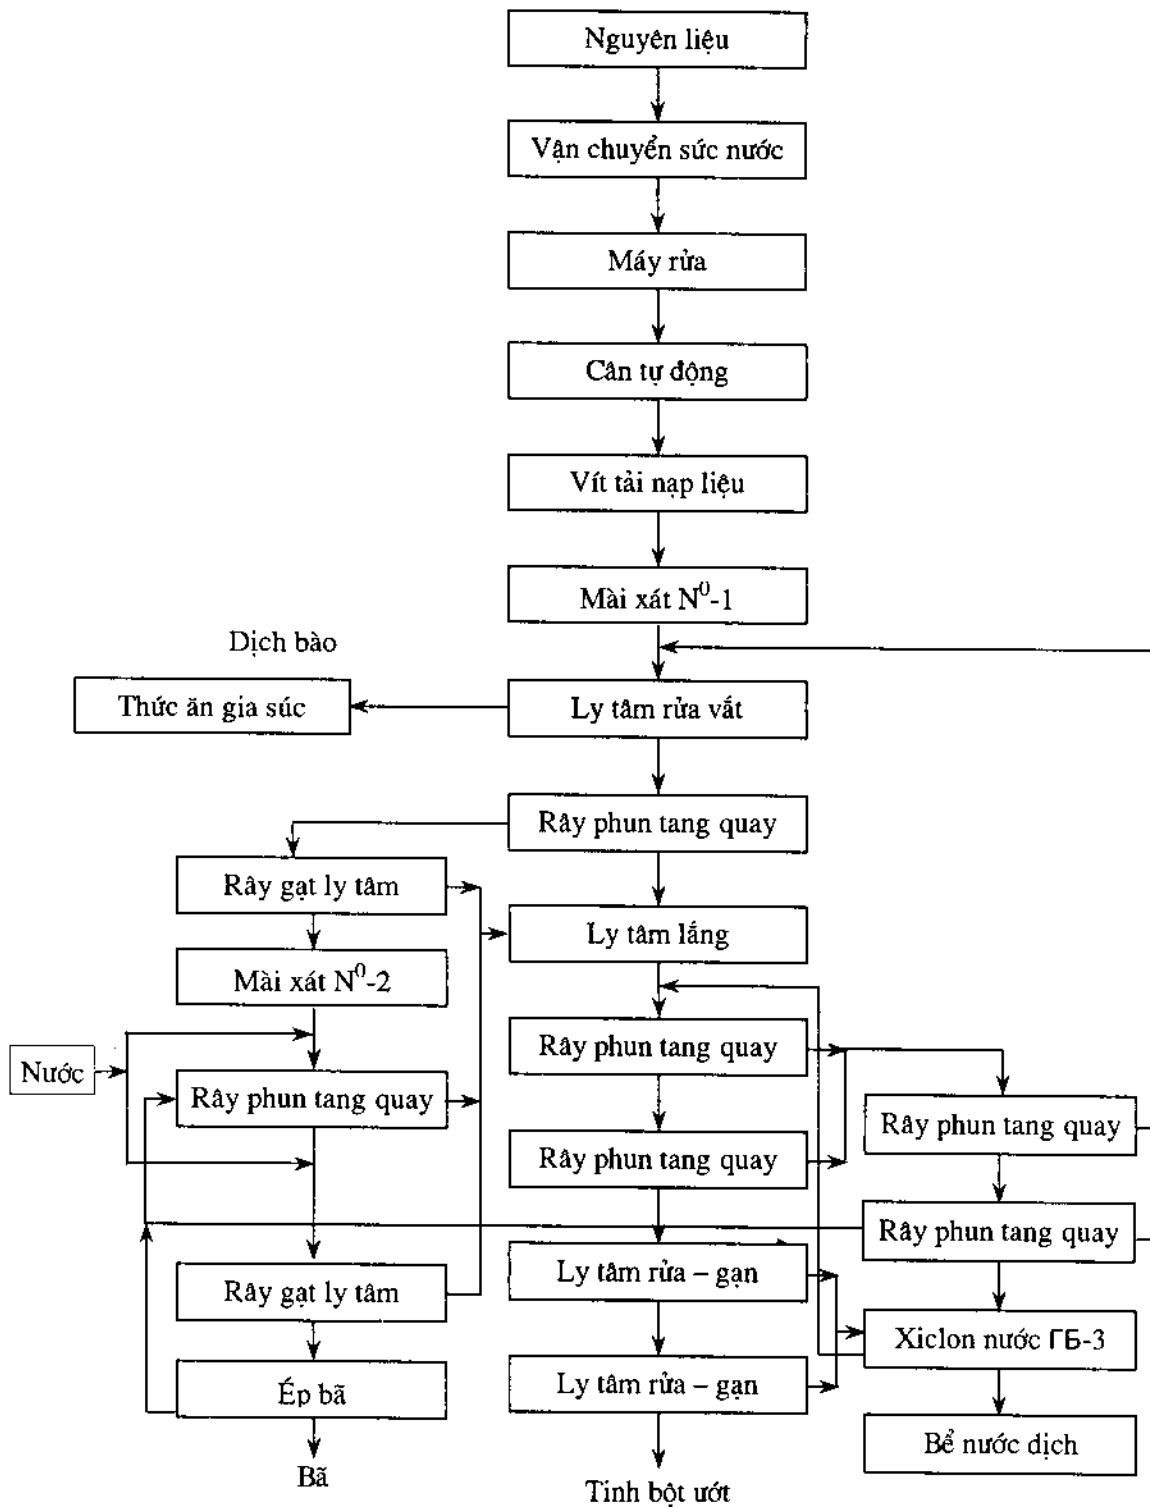 Nguyên liệu
Vận chuyển sức nước
Máy rửa
Cân tự động
Vít tải nạp liệu
Mài xát N⁰-1
Dịch bào
Thức ăn gia súc
Ly tâm rửa vắt
Rây phun tang quay
Rây gạt ly tâm
Ly tâm lắng
Mài xát N⁰-2
Nước
Rây phun tang quay
Rây phun tang quay
Rây phun tang quay
Rây phun tang quay
Rây phun tang quay
Rây gạt ly tâm
Ly tâm rửa – gạn
Xiclon nước ГБ-3
Ép bã
Ly tâm rửa – gạn
Bể nước dịch
Bã
Tinh bột ướt